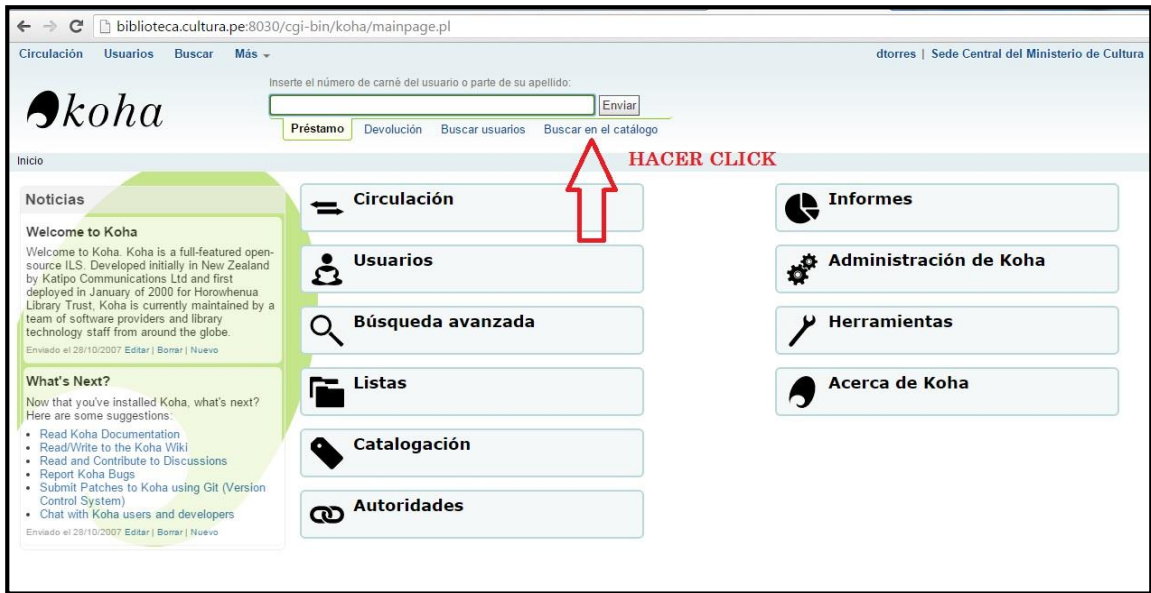 biblioteca.cultura.pe:8030/cgi-bin/koha/mainpage.pl
Circulación Usuarios Buscar Más
dtorres | Sede Central del Ministerio de Cultura
koha
Inserte el número de carnè del usuario o parte de su apellido:
Enviar
Préstamo Devolución Buscar usuarios Buscar en el catálogo
HACER CLICK
Inicio
Noticias
Welcome to Koha
Welcome to Koha. Koha is a full-featured open-
source ILS. Developed initially in New Zealand
by Katipo Communications Ltd and first
deployed in January of 2000 for Horowhenua
Library Trust, Koha is currently maintained by a
team of software providers and library
technology staff from around the globe.
Enviado el 28/10/2007 Editar | Borrar | Nuevo
What's Next?
Now that you've installed Koha, what's next?
Here are some suggestions:
• Read Koha Documentation
• Read/Write to the Koha Wiki
• Read and Contribute to Discussions
• Report Koha Bugs
• Submit Patches to Koha using Git (Version
Control System)
• Chat with Koha users and developers
Enviado el 28/10/2007 Editar | Borrar | Nuevo
Circulación
Usuarios
Búsqueda avanzada
Listas
Catalogación
Autoridades
Informes
Administración de Koha
Herramientas
Acerca de Koha